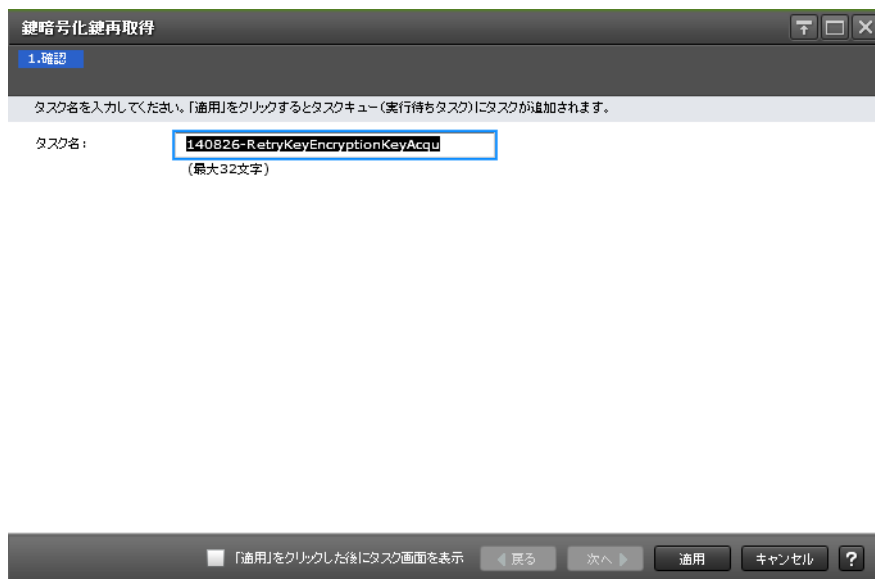 鍵暗号化鍵再取得
1.確認
タスク名を入力してください。「適用」をクリックするとタスクキュー(実行待ちタスク)にタスクが追加されます。
タスク名: 140826-RetryKeyEncryptionKeyAcqu
(最大32文字)
「適用」をクリックした後にタスク画面を表示 ◀ 戻る 次へ ▶ 適用 キャンセル ?